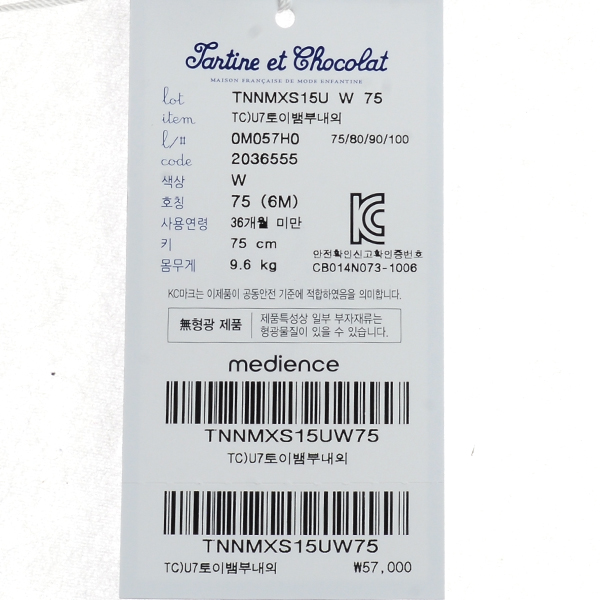 Tartine et Chocolat
MAISON FRANÇAISE DE MODE ENFANTINE
lot TNNMXS15U W 75
item TC)U7토이뱀부내의
l/# 0M057H0 75/80/90/100
code 2036555
색상 W
호칭 75 (6M)
사용연령 36개월 미만
키 75 cm
몸무게 9.6 kg
안전확인신고확인증번호
CB014N073-1006
KC마크는 이제품이 공동안전 기준에 적합하였음을 의미합니다.
無형광 제품
제품특성상 일부 부자재류는
형광물질이 있을 수 있습니다.
medience
TNNMXS15UW75
TC)U7토이뱀부내의
TNNMXS15UW75
TC)U7토이뱀부내의 ₩57,000